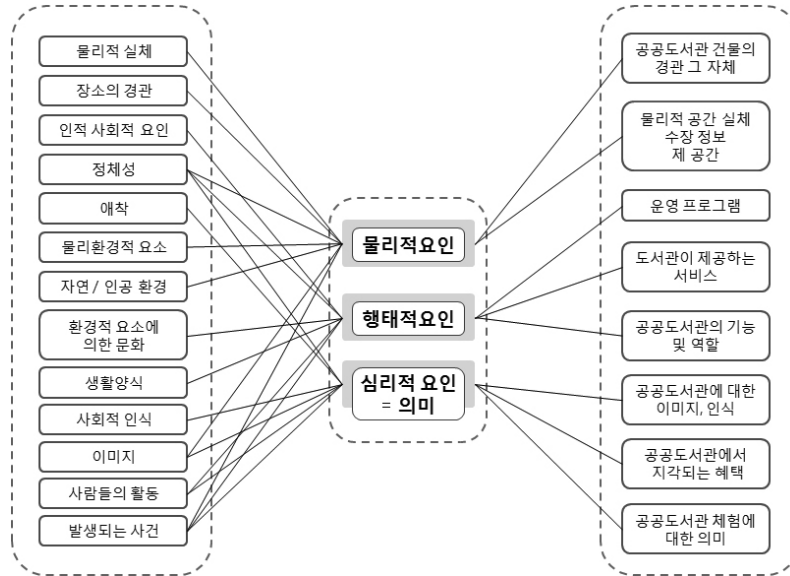 물리적 실체
장소의 경관
인적 사회적 요인
정체성
애착
물리환경적 요소
자연 / 인공 환경
환경적 요소에
의한 문화
생활양식
사회적 인식
이미지
사람들의 활동
발생되는 사건
물리적요인
행태적요인
심리적 요인
= 의미
공공도서관 건물의
경관 그 자체
물리적 공간 실체
수장 정보
제 공간
운영 프로그램
도서관이 제공하는
서비스
공공도서관의 기능
및 역할
공공도서관에 대한
이미지, 인식
공공도서관에서
지각되는 혜택
공공도서관 체험에
대한 의미